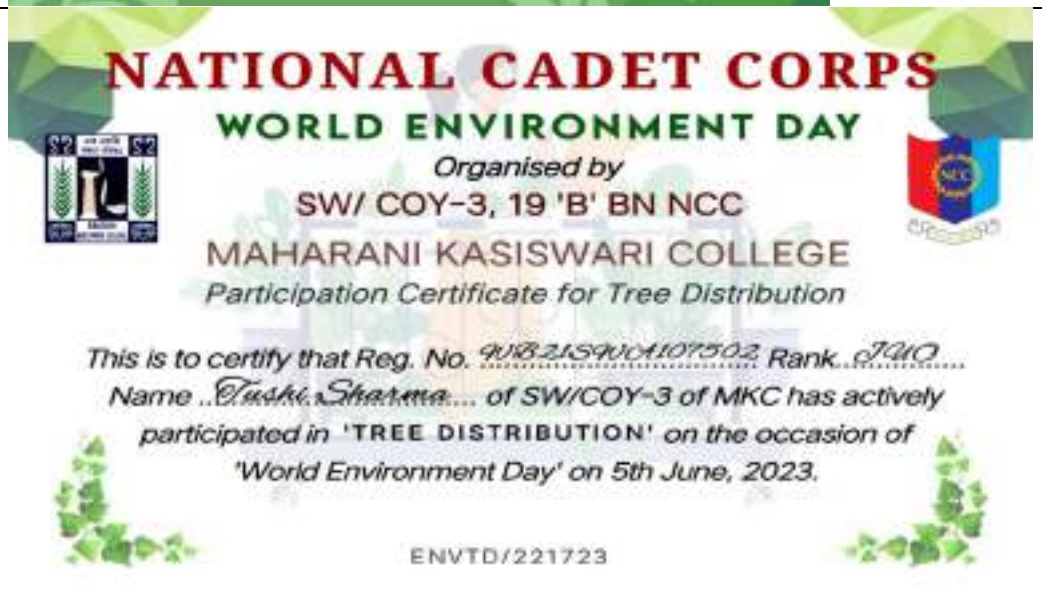 NATIONAL CADET CORPS
WORLD ENVIRONMENT DAY
Organised by
SW/ COY-3, 19 'B' BN NCC
NCC
MAHARANI KASISWARI COLLEGE
Participation Certificate for Tree Distribution
This is to certify that Reg. No. WB21SWA107502 Rank JUO
Name Tushi Sharma of SW/COY-3 of MKC has actively
participated in 'TREE DISTRIBUTION' on the occasion of
'World Environment Day' on 5th June, 2023.
ENVTD/221723